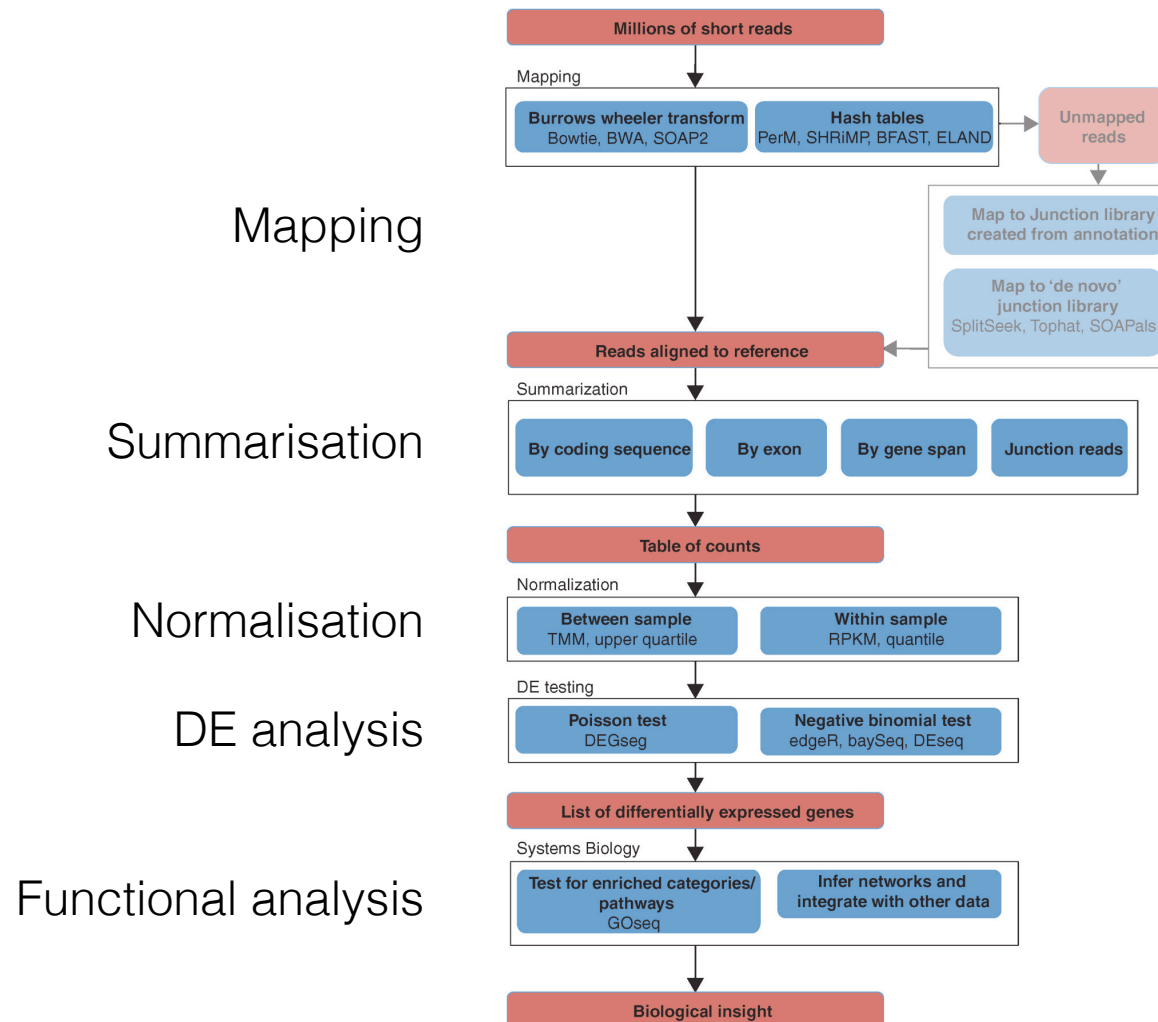 Millions of short reads
Mapping
Burrows wheeler transform
Bowtie, BWA, SOAP2
Hash tables
PerM, SHRiMP, BFAST, ELAND
Unmapped
reads
Mapping
Map to Junction library
created from annotation
Map to ‘de novo’
junction library
SplitSeek, Tophat, SOAPals
Reads aligned to reference
Summarization
Summarisation
By coding sequence
By exon
By gene span
Junction reads
Table of counts
Normalization
Normalisation
Between sample
TMM, upper quartile
Within sample
RPKM, quantile
DE testing
DE analysis
Poisson test
DEGseg
Negative binomial test
edgeR, baySeq, DEseq
List of differentially expressed genes
Systems Biology
Functional analysis
Test for enriched categories/
pathways
GOseq
Infer networks and
integrate with other data
Biological insight